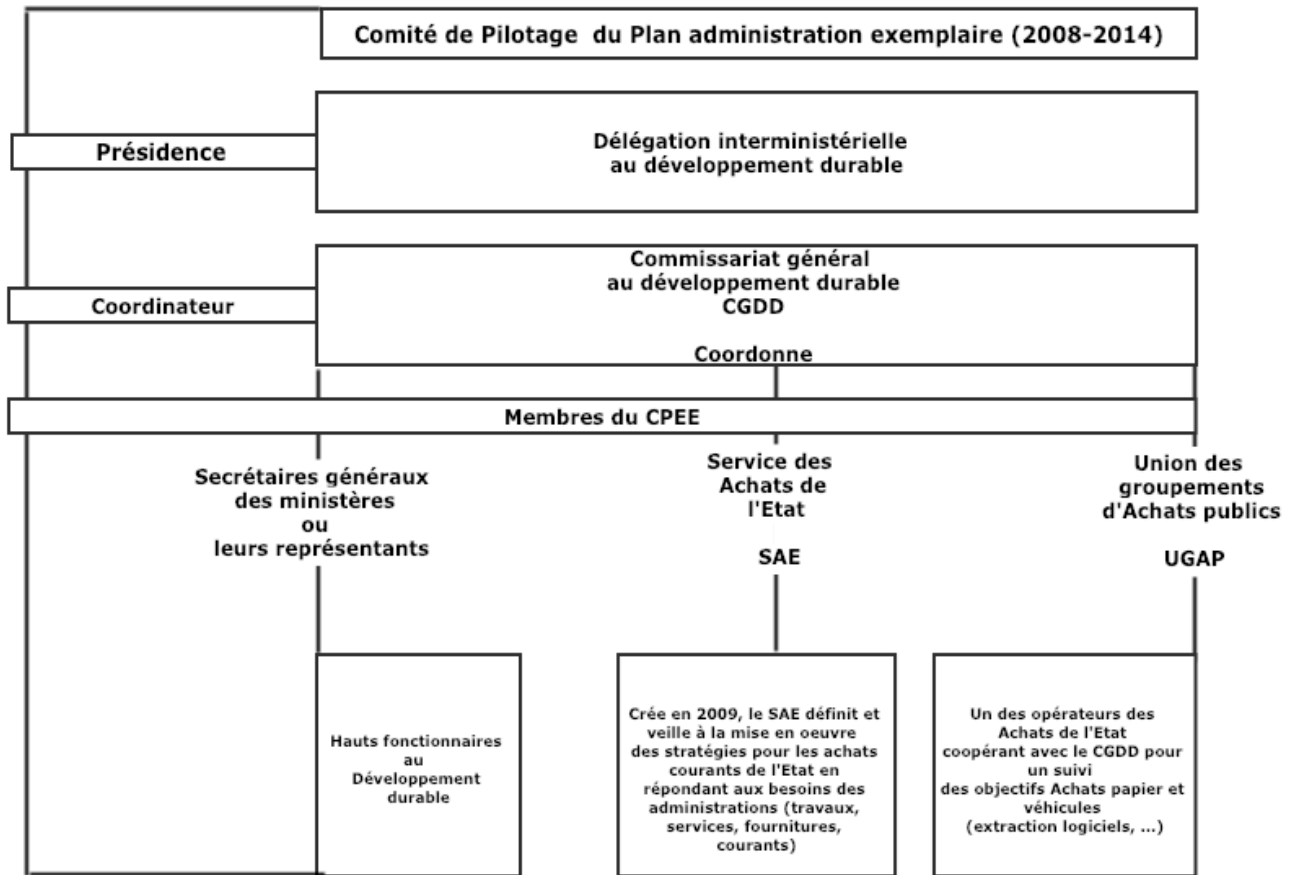 Comité de Pilotage du Plan administration exemplaire (2008-2014)
Présidence
Délégation interministérielle
au développement durable
Coordinateur
Commissariat général
au développement durable
CGDD
Coordonne
Membres du CPEE
Secrétaires généraux
des ministères
ou
leurs représentants
Service des
Achats de
l'Etat
SAE
Union des
groupements
d'Achats publics
UGAP
Hauts fonctionnaires
au
Développement
durable
Crée en 2009, le SAE définit et
veille à la mise en oeuvre
des stratégies pour les achats
courants de l'Etat en
répondant aux besoins des
administrations (travaux,
services, fournitures,
courants)
Un des opérateurs des
Achats de l'Etat
coopérant avec le CGDD pour
un suivi
des objectifs Achats papier et
véhicules
(extraction logiciels, ...)